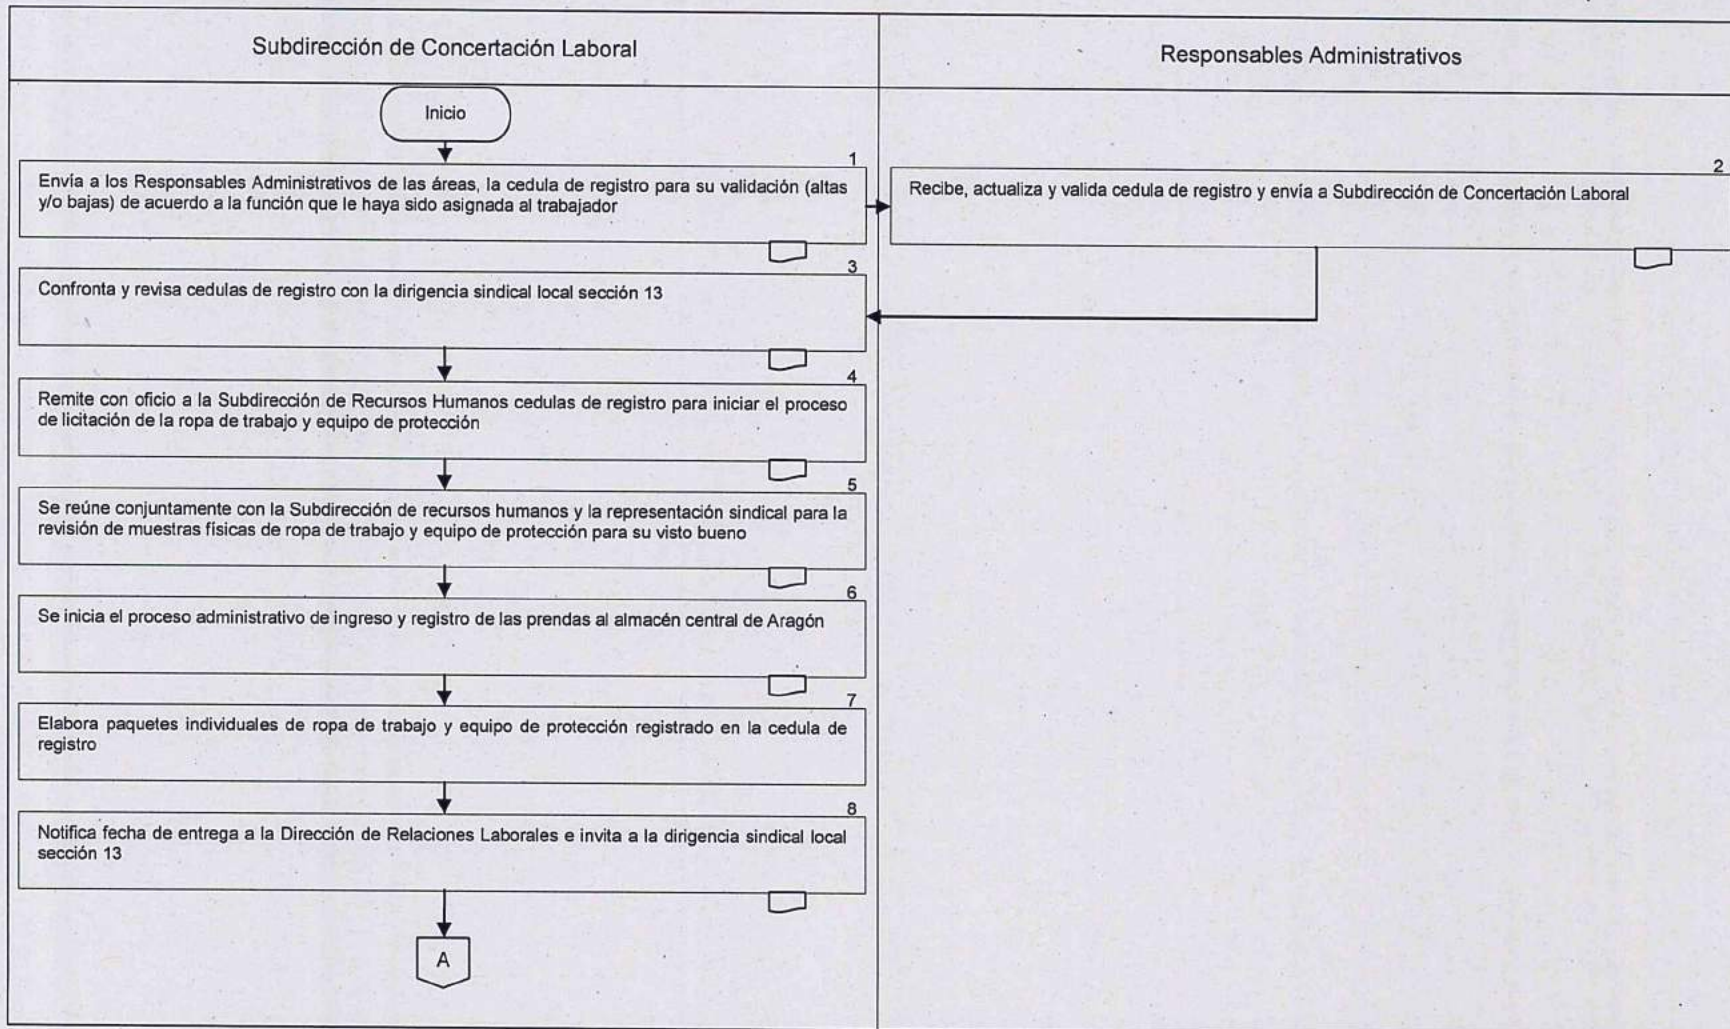 Subdirección de Concertación Laboral
Responsables Administrativos
Inicio
1
Envía a los Responsables Administrativos de las áreas, la cedula de registro para su validación (altas
y/o bajas) de acuerdo a la función que le haya sido asignada al trabajador
2
Recibe, actualiza y valida cedula de registro y envía a Subdirección de Concertación Laboral
3
Confronta y revisa cedulas de registro con la dirigencia sindical local sección 13
4
Remite con oficio a la Subdirección de Recursos Humanos cedulas de registro para iniciar el proceso
de licitación de la ropa de trabajo y equipo de protección
5
Se reúne conjuntamente con la Subdirección de recursos humanos y la representación sindical para la
revisión de muestras físicas de ropa de trabajo y equipo de protección para su visto bueno
6
Se inicia el proceso administrativo de ingreso y registro de las prendas al almacén central de Aragón
7
Elabora paquetes individuales de ropa de trabajo y equipo de protección registrado en la cedula de
registro
8
Notifica fecha de entrega a la Dirección de Relaciones Laborales e invita a la dirigencia sindical local
sección 13
A